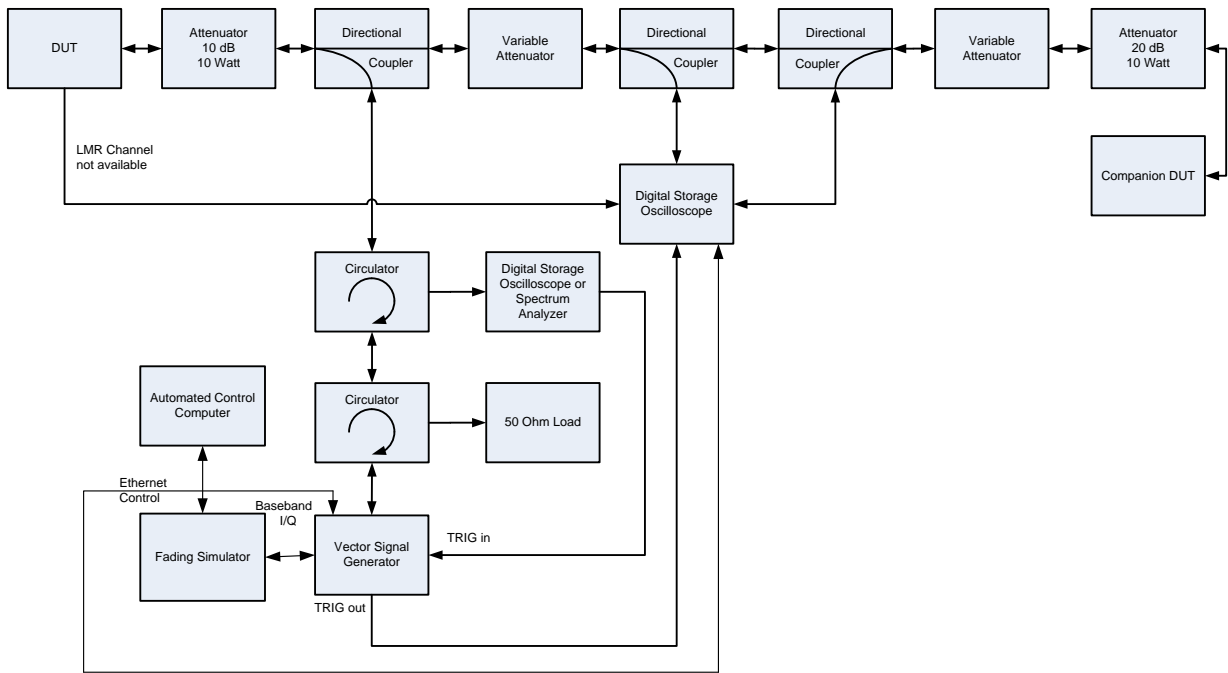 DUT
Attenuator
10 dB
10 Watt
Directional
Coupler
Variable
Attenuator
Directional
Coupler
Directional
Coupler
Variable
Attenuator
Attenuator
20 dB
10 Watt
LMR Channel
not available
Digital Storage
Oscilloscope
Companion DUT
Circulator
Digital Storage
Oscilloscope or
Spectrum
Analyzer
Automated Control
Computer
Circulator
50 Ohm Load
Ethernet
Control
Baseband
I/Q
Fading Simulator
Vector Signal
Generator
TRIG in
TRIG out